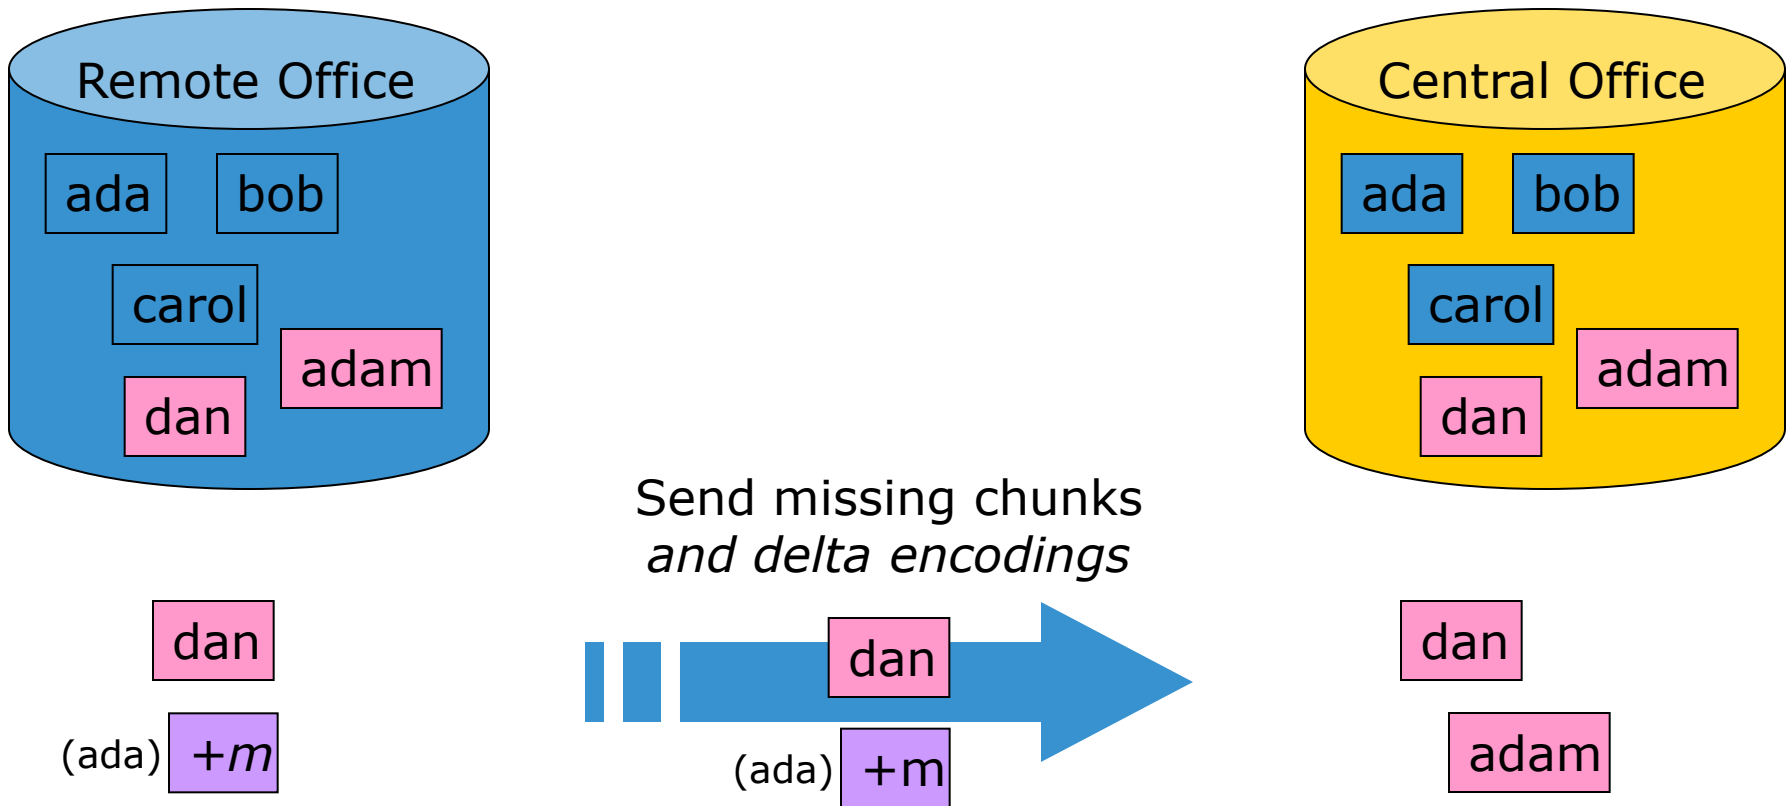 Remote Office
ada
bob
carol
adam
dan
Central Office
ada
bob
carol
adam
dan
Send missing chunks
and delta encodings
dan
(ada) +m
dan
(ada) +m
dan
adam